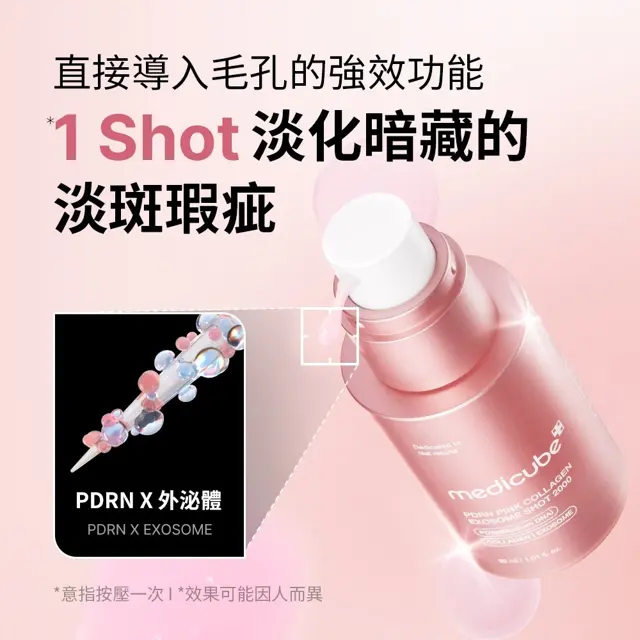 直接導入毛孔的強效功能
*1 Shot 淡化暗藏的
淡斑瑕疵
PDRN X 外泌體
PDRN X EXOSOME
medicube
PDRN PINK COLLAGEN
EXOSOME SHOT 2000
COLLAGEN | EXOSOME
*意指按壓一次 I *效果可能因人而異